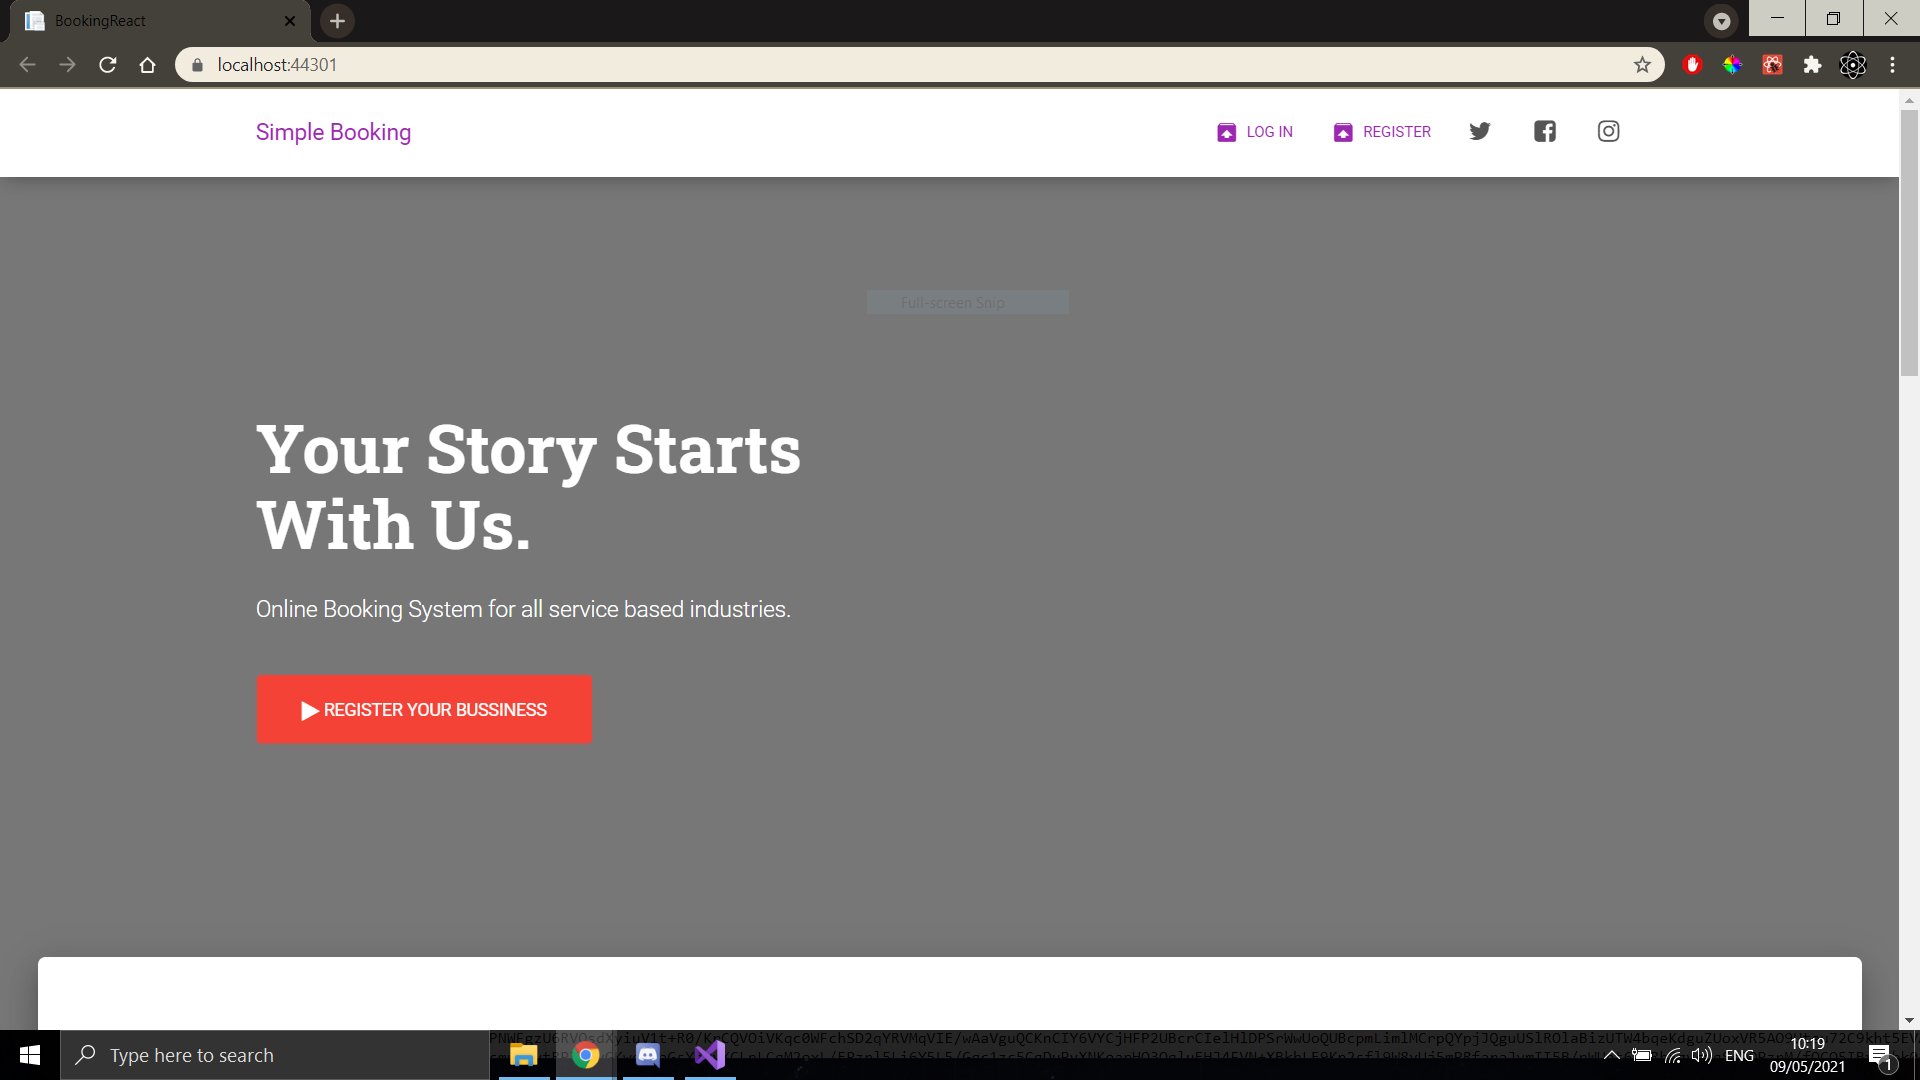 BookingReact
localhost:44301
Simple Booking
LOG IN
REGISTER
Full-screen Snip
Your Story Starts
With Us.
Online Booking System for all service based industries.
REGISTER YOUR BUSSINESS
Type here to search
ENG
10:19
09/05/2021
1